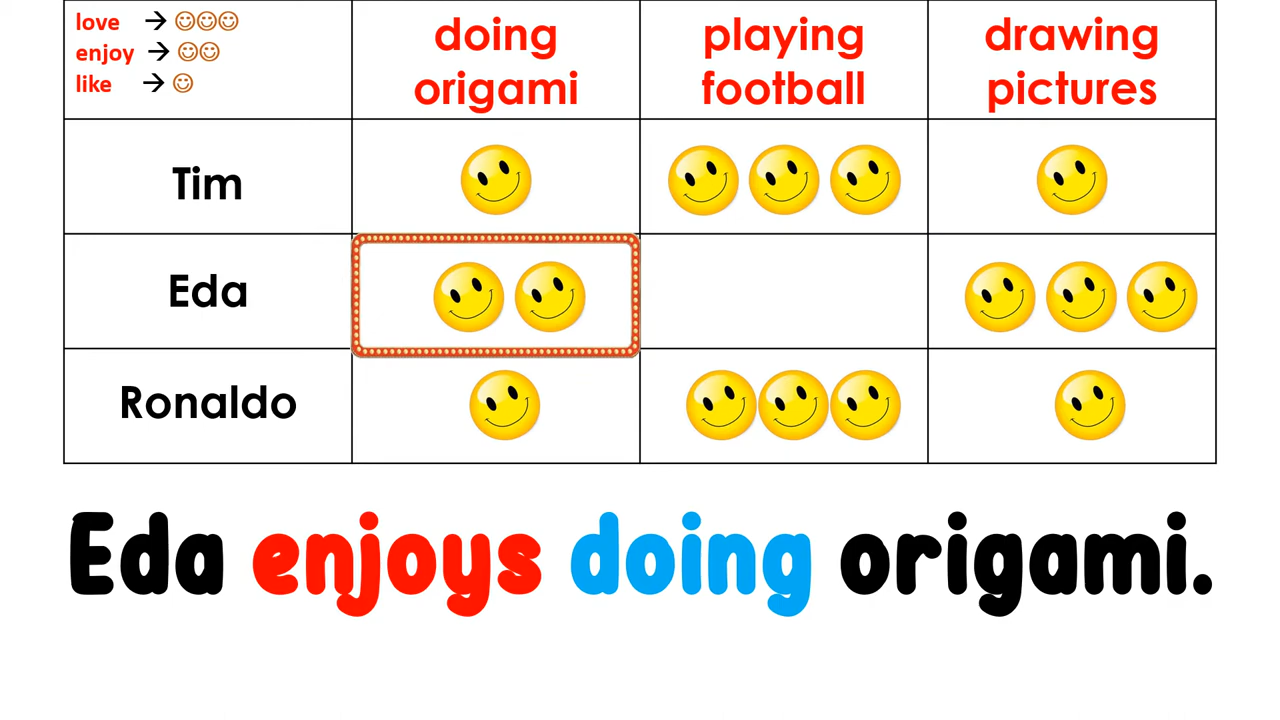 love → ☺☺☺
enjoy → ☺☺
like → ☺
doing
origami
playing
football
drawing
pictures
Tim
Eda
Ronaldo
Eda enjoys doing origami.